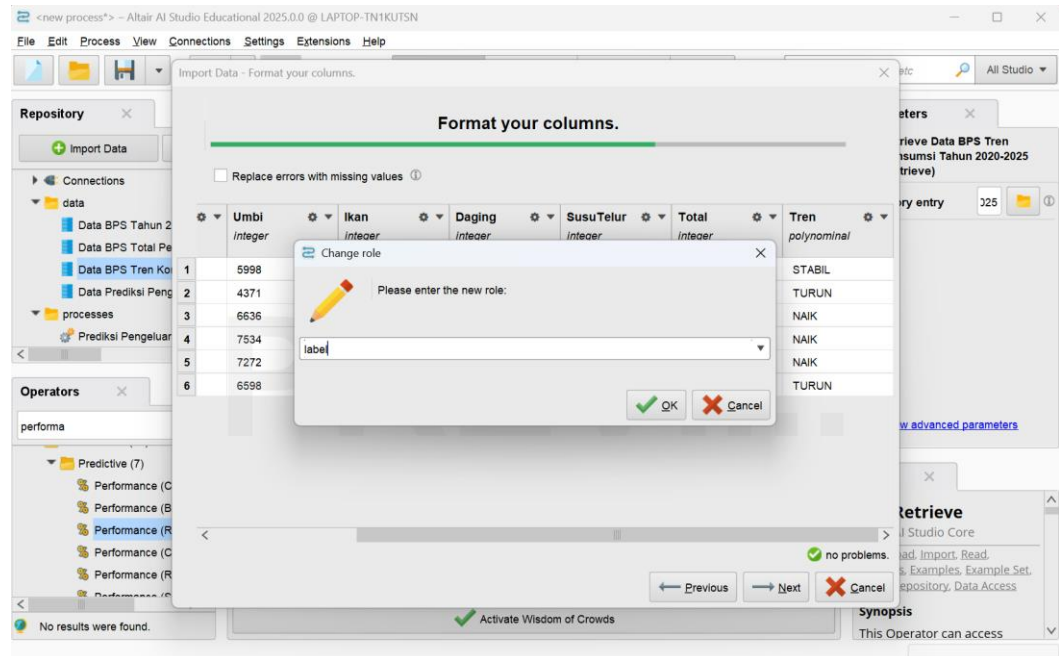 <new process*> – Altair AI Studio Educational 2025.0.0 @ LAPTOP-TN1KUTSN
File Edit Process View Connections Settings Extensions Help
Import Data - Format your columns.
etc
All Studio
Repository
Import Data
Connections
data
Data BPS Tahun 2
Data BPS Total Pe
Data BPS Tren Ko
Data Prediksi Peng
processes
Prediksi Pengeluar
Operators
performa
Predictive (7)
Performance (C
Performance (B
Performance (R
Performance (C
Performance (R
No results were found.
Format your columns.
Replace errors with missing values
Umbi Ikan Daging SusuTelur Total Tren
integer integer integer integer integer polynominal
1 5998 STABIL
2 4371 TURUN
3 6636 NAIK
4 7534 NAIK
5 7272 NAIK
6 6598 TURUN
Change role
Please enter the new role:
label
OK Cancel
no problems.
Previous Next Cancel
Activate Wisdom of Crowds
eters
rieve Data BPS Tren
nsumsi Tahun 2020-2025
trieve)
ory entry 025
w advanced parameters
Retrieve
I Studio Core
ad, Import, Read,
s, Examples, Example Set,
epository, Data Access
Synopsis
This Operator can access